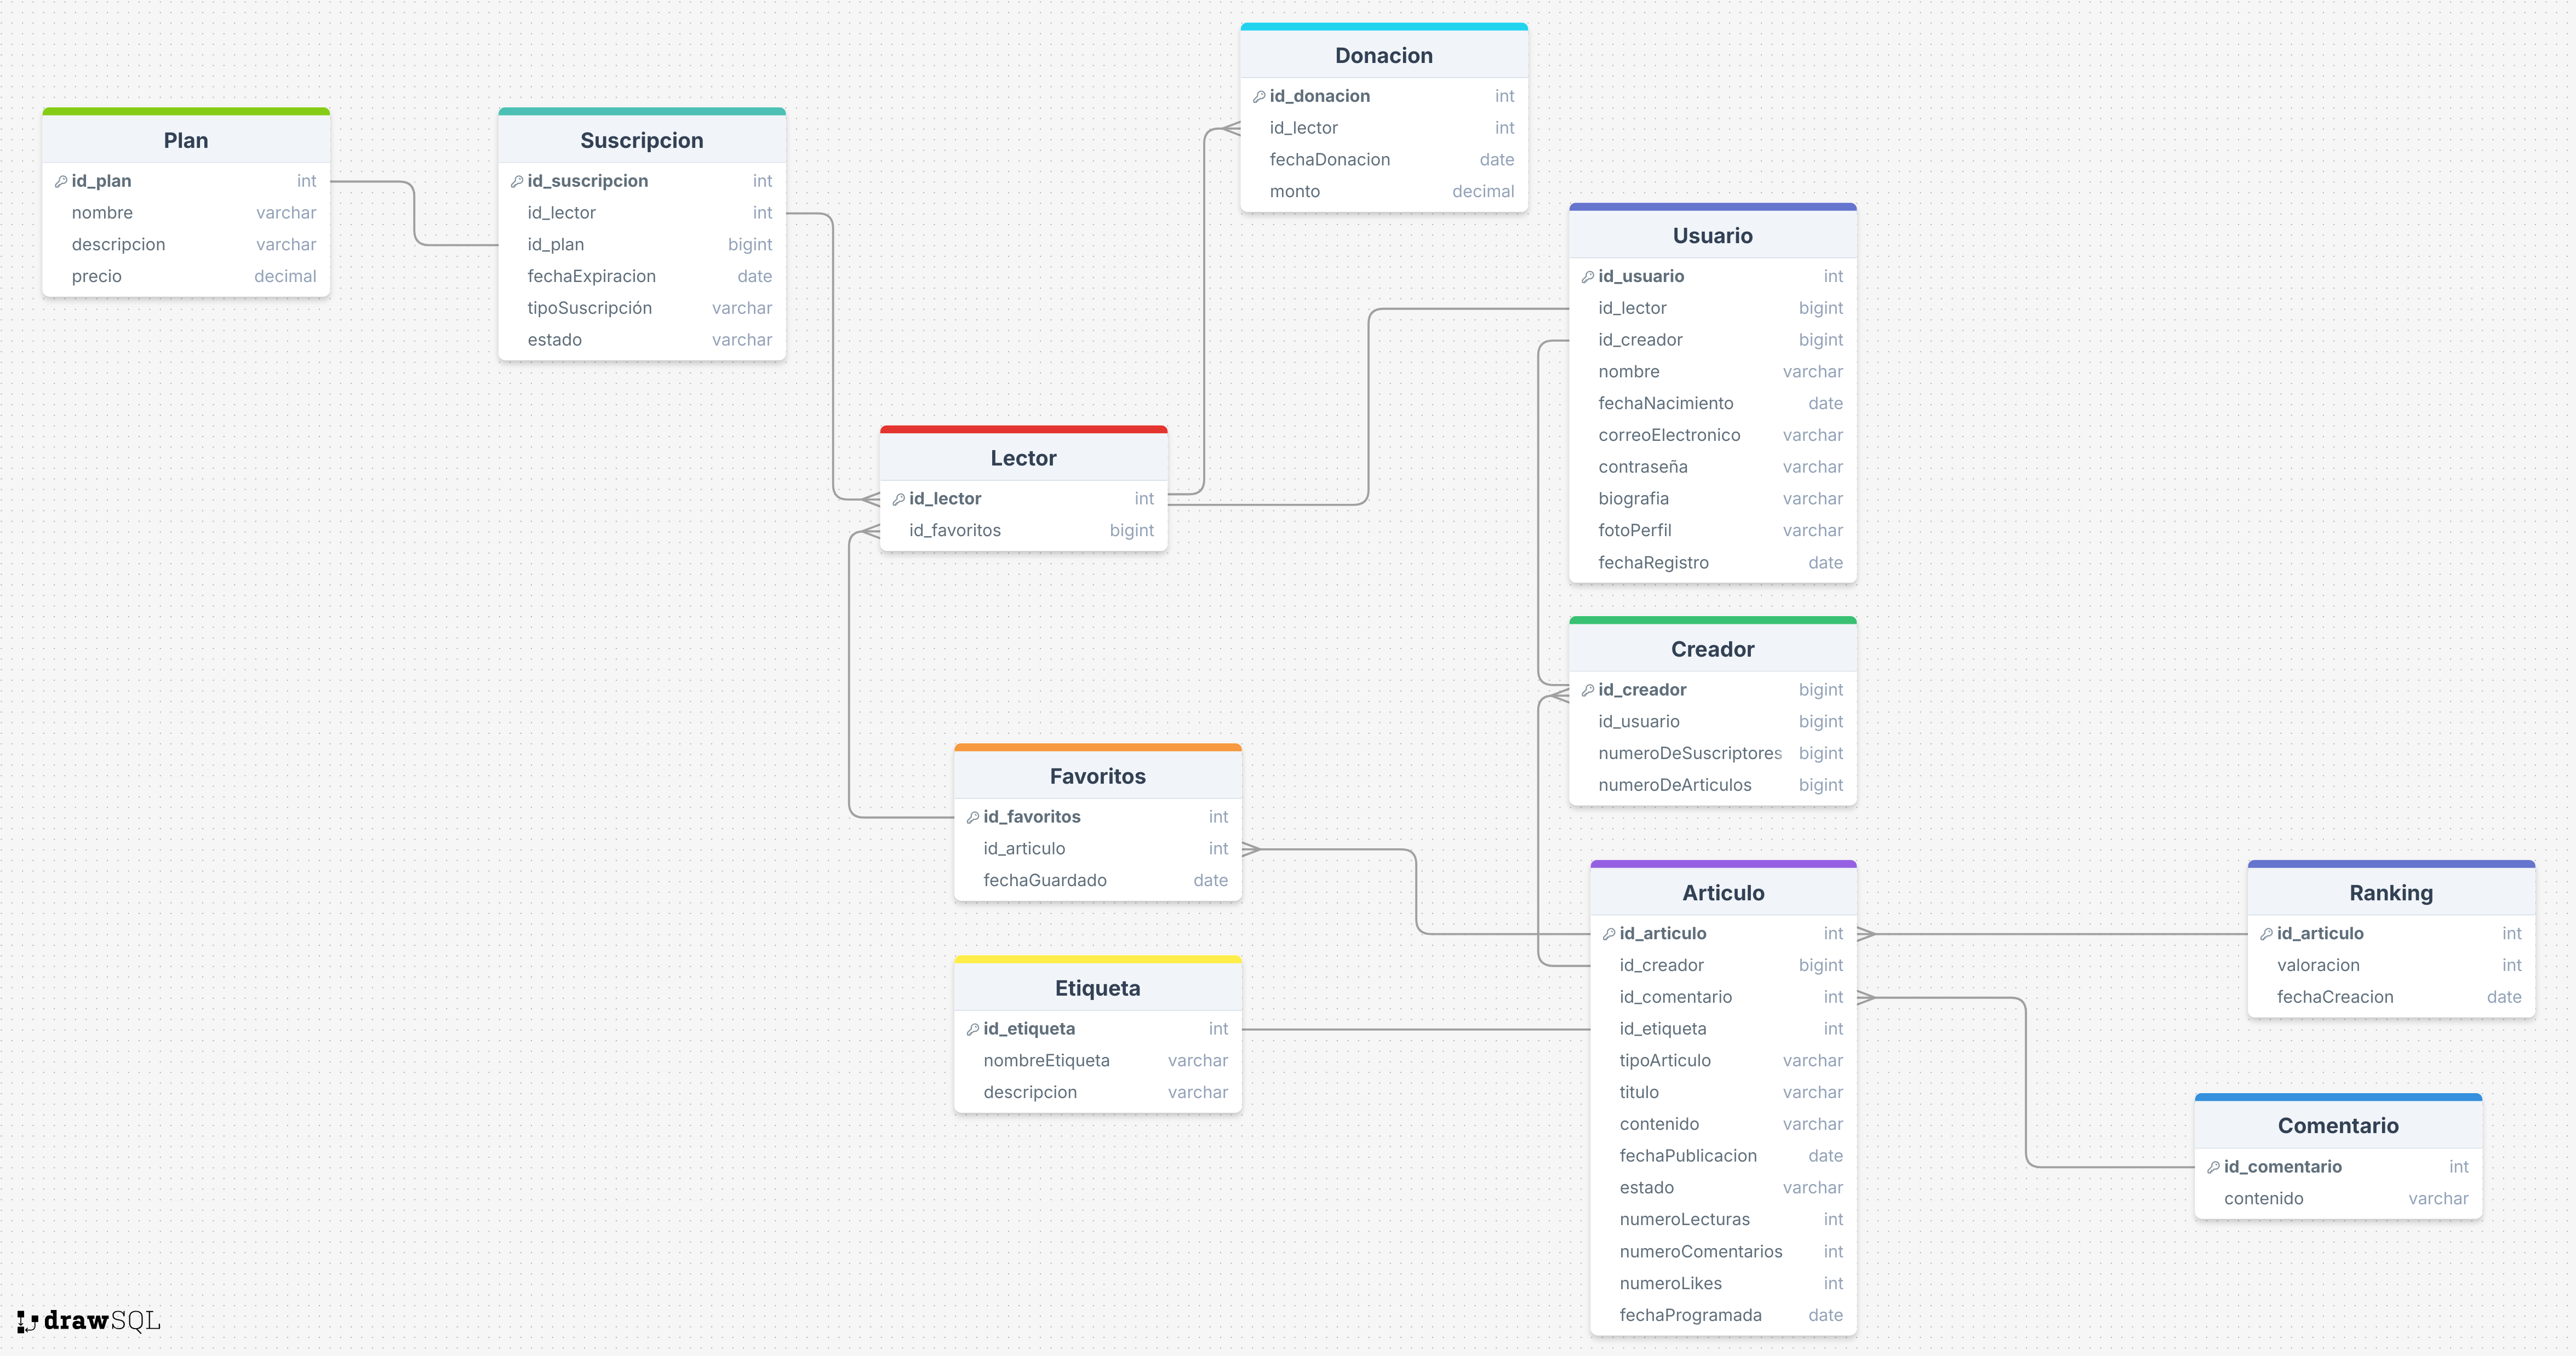 Plan
id_plan int
nombre varchar
descripcion varchar
precio decimal
Suscripcion
id_suscripcion int
id_lector int
id_plan bigint
fechaExpiracion date
tipoSuscripción varchar
estado varchar
Donacion
id_donacion int
id_lector int
fechaDonacion date
monto decimal
Usuario
id_usuario int
id_lector bigint
id_creador bigint
nombre varchar
fechaNacimiento date
correoElectronico varchar
contraseña varchar
biografia varchar
fotoPerfil varchar
fechaRegistro date
Lector
id_lector int
id_favoritos bigint
Creador
id_creador bigint
id_usuario bigint
numeroDeSuscriptores bigint
numeroDeArticulos bigint
Favoritos
id_favoritos int
id_articulo int
fechaGuardado date
Etiqueta
id_etiqueta int
nombreEtiqueta varchar
descripcion varchar
Articulo
id_articulo int
id_creador bigint
id_comentario int
id_etiqueta int
tipoArticulo varchar
titulo varchar
contenido varchar
fechaPublicacion date
estado varchar
numeroLecturas int
numeroComentarios int
numeroLikes int
fechaProgramada date
Ranking
id_articulo int
valoracion int
fechaCreacion date
Comentario
id_comentario int
contenido varchar
drawSQL